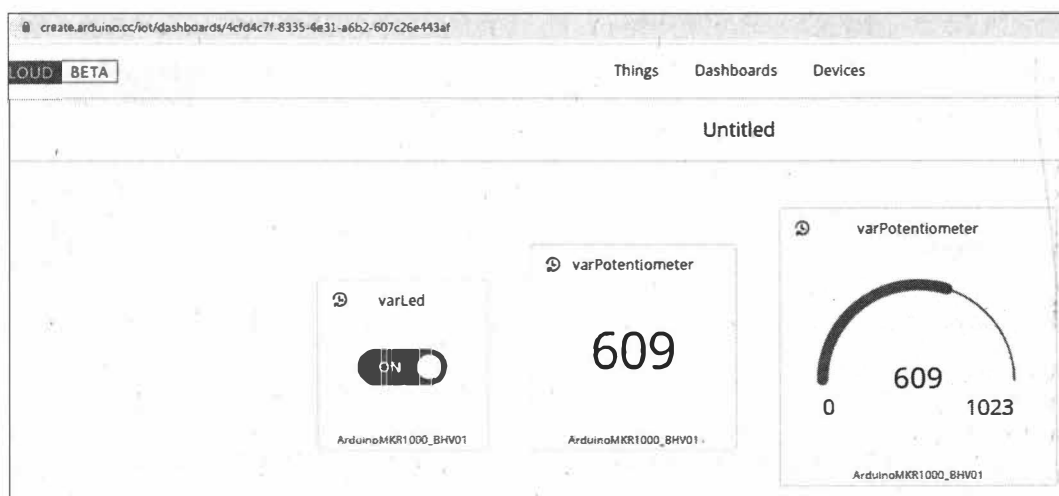 create.arduino.cc/iot/dashboards/4cfd4c7f-8335-4e31-a6b2-607c26e443af
LOUD BETA
Things Dashboards Devices
Untitled
varLed
ON
ArduinoMKR1000_BHV01
varPotentiometer
609
ArduinoMKR1000_BHV01
varPotentiometer
609
0 1023
ArduinoMKR1000_BHV01